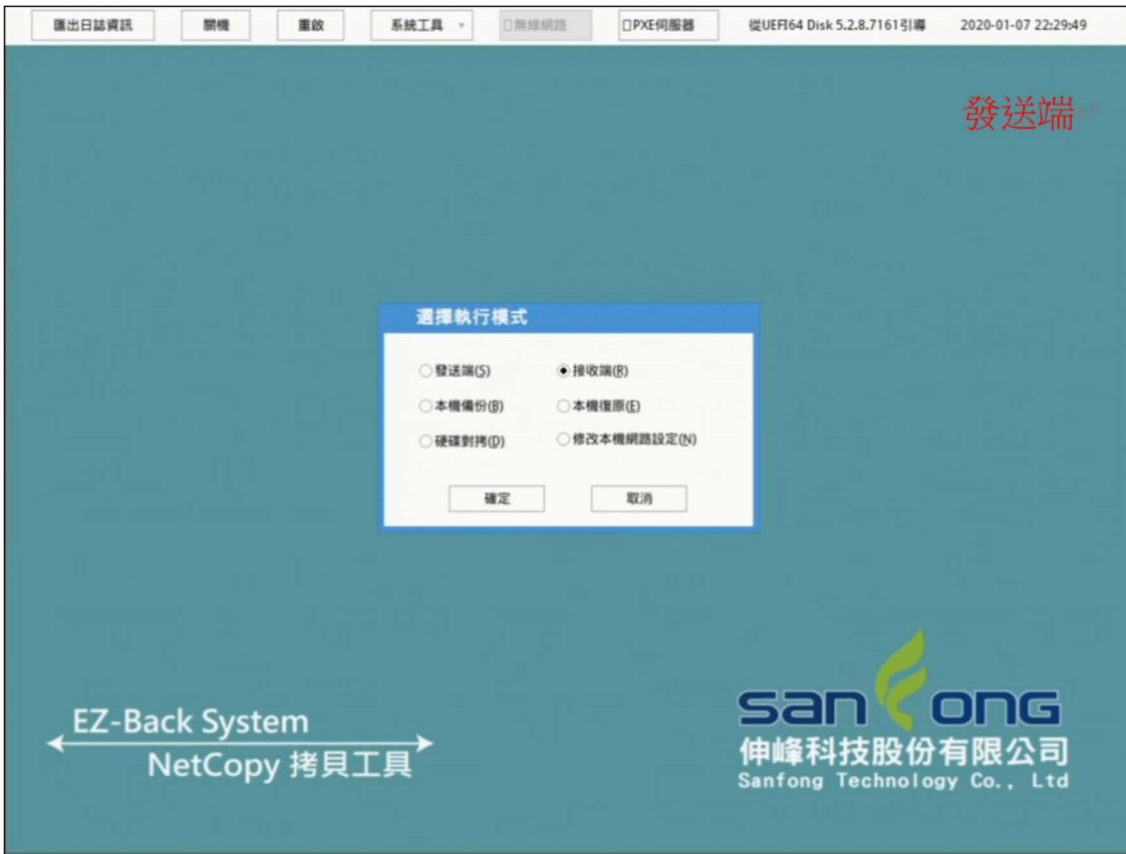 匯出日誌資訊 關機 重啟 系統工具 無線網路 PXE伺服器 從UEFI64 Disk 5.2.8.7161引導 2020-01-07 22:29:49
發送端
選擇執行模式
發送端(S) 接收端(R)
本機備份(B) 本機復原(E)
硬碟對拷(D) 修改本機網路設定(N)
確定 取消
EZ-Back System
NetCopy 拷貝工具
sanfong
伸峰科技股份有限公司
Sanfong Technology Co., Ltd